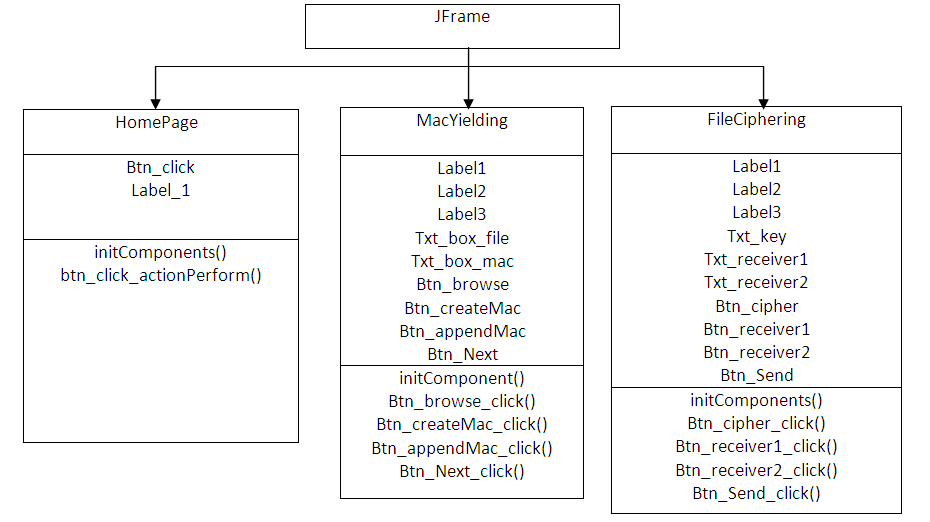 JFrame
HomePage
Btn_click
Label_1
initComponents()
btn_click_actionPerform()
MacYielding
Label1
Label2
Label3
Txt_box_file
Txt_box_mac
Btn_browse
Btn_createMac
Btn_appendMac
Btn_Next
initComponent()
Btn_browse_click()
Btn_createMac_click()
Btn_appendMac_click()
Btn_Next_click()
FileCiphering
Label1
Label2
Label3
Txt_key
Txt_receiver1
Txt_receiver2
Btn_cipher
Btn_receiver1
Btn_receiver2
Btn_Send
initComponents()
Btn_cipher_click()
Btn_receiver1_click()
Btn_receiver2_click()
Btn_Send_click()